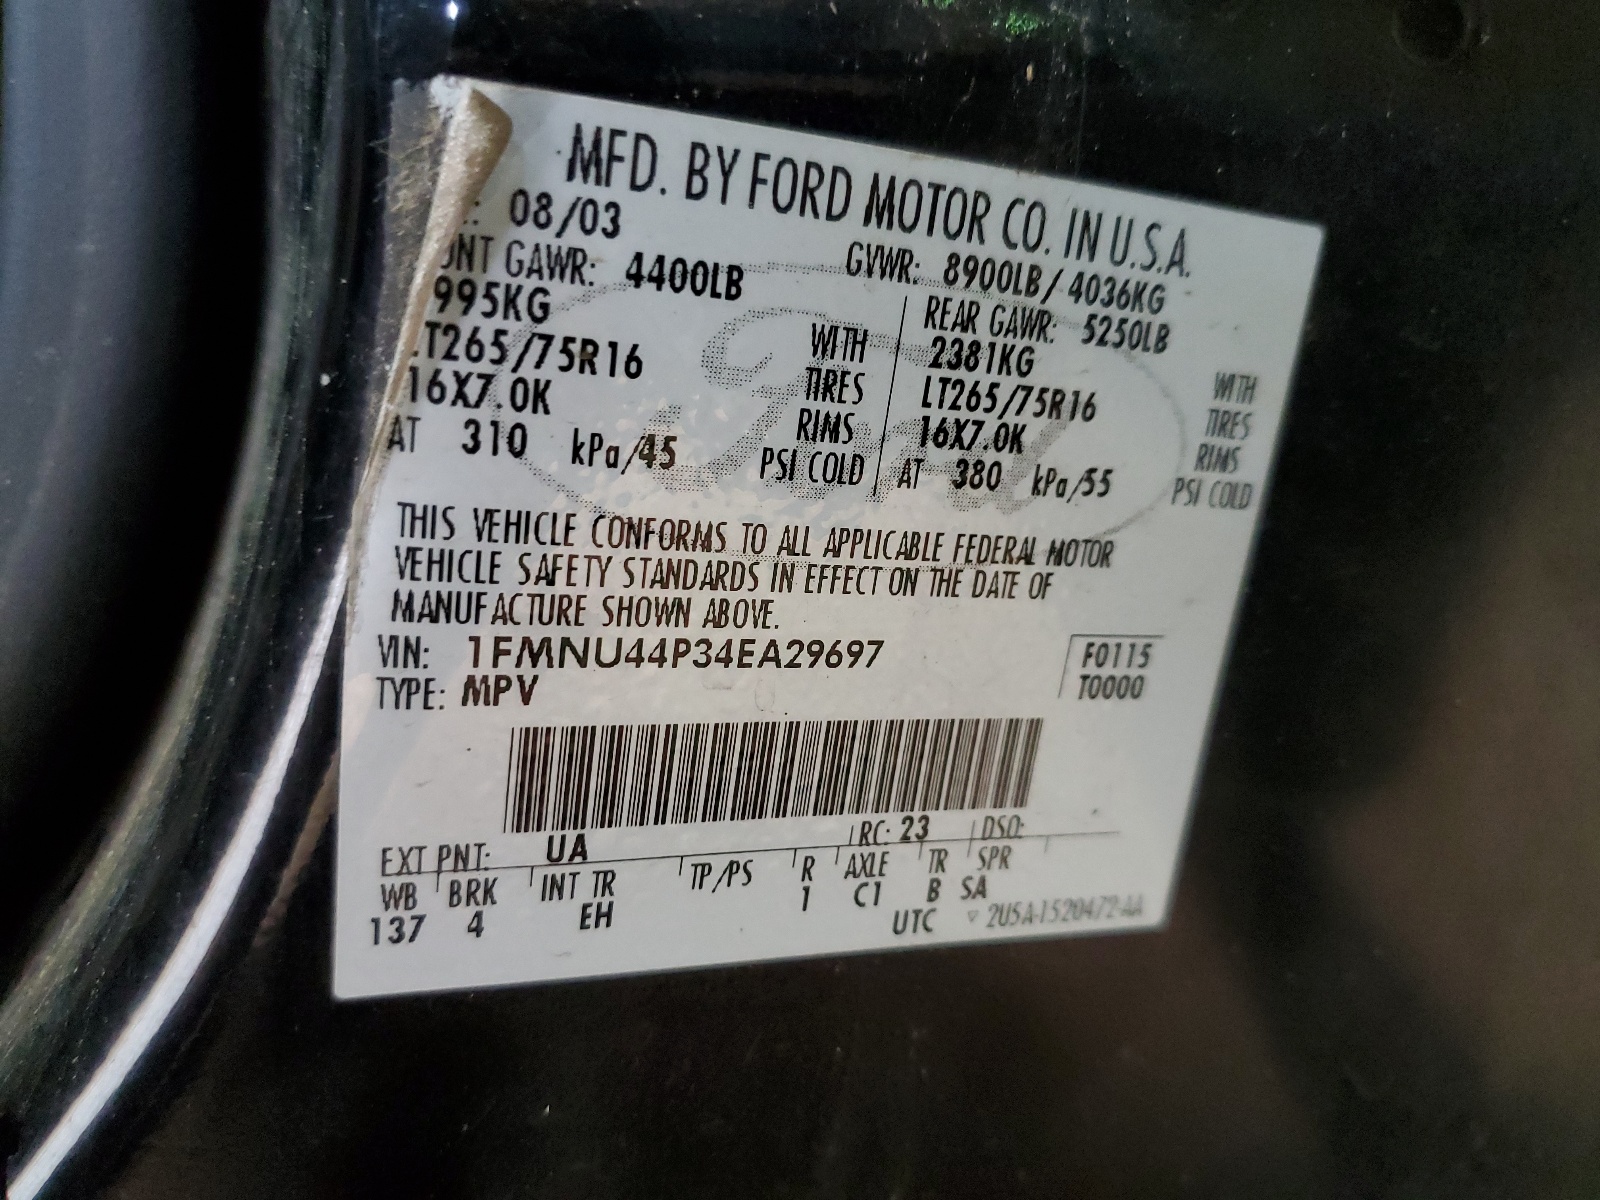 MFD. BY FORD MOTOR CO. IN U.S.A.
: 08/03 GVWR: 8900LB/4036KG
NT GAWR: 4400LB REAR GAWR: 5250LB
995KG WITH 2381KG WITH
T265/75R16 TIRES LT265/75R16 TIRES
16X7.0K RIMS 16X7.0K RIMS
AT 310 kPa/45 PSI COLD AT 380 kPa/55 PSI COLD
THIS VEHICLE CONFORMS TO ALL APPLICABLE FEDERAL MOTOR
VEHICLE SAFETY STANDARDS IN EFFECT ON THE DATE OF
MANUFACTURE SHOWN ABOVE.
VIN: 1FMNU44P34EA29697 F0115
TYPE: MPV T0000
EXT PNT: UA RC: 23 DSO:
WB BRK INT TR TP/PS R AXLE TR SPR
137 4 EH 1 C1 B SA
UTC ▽ 2U5A-1520472-AA